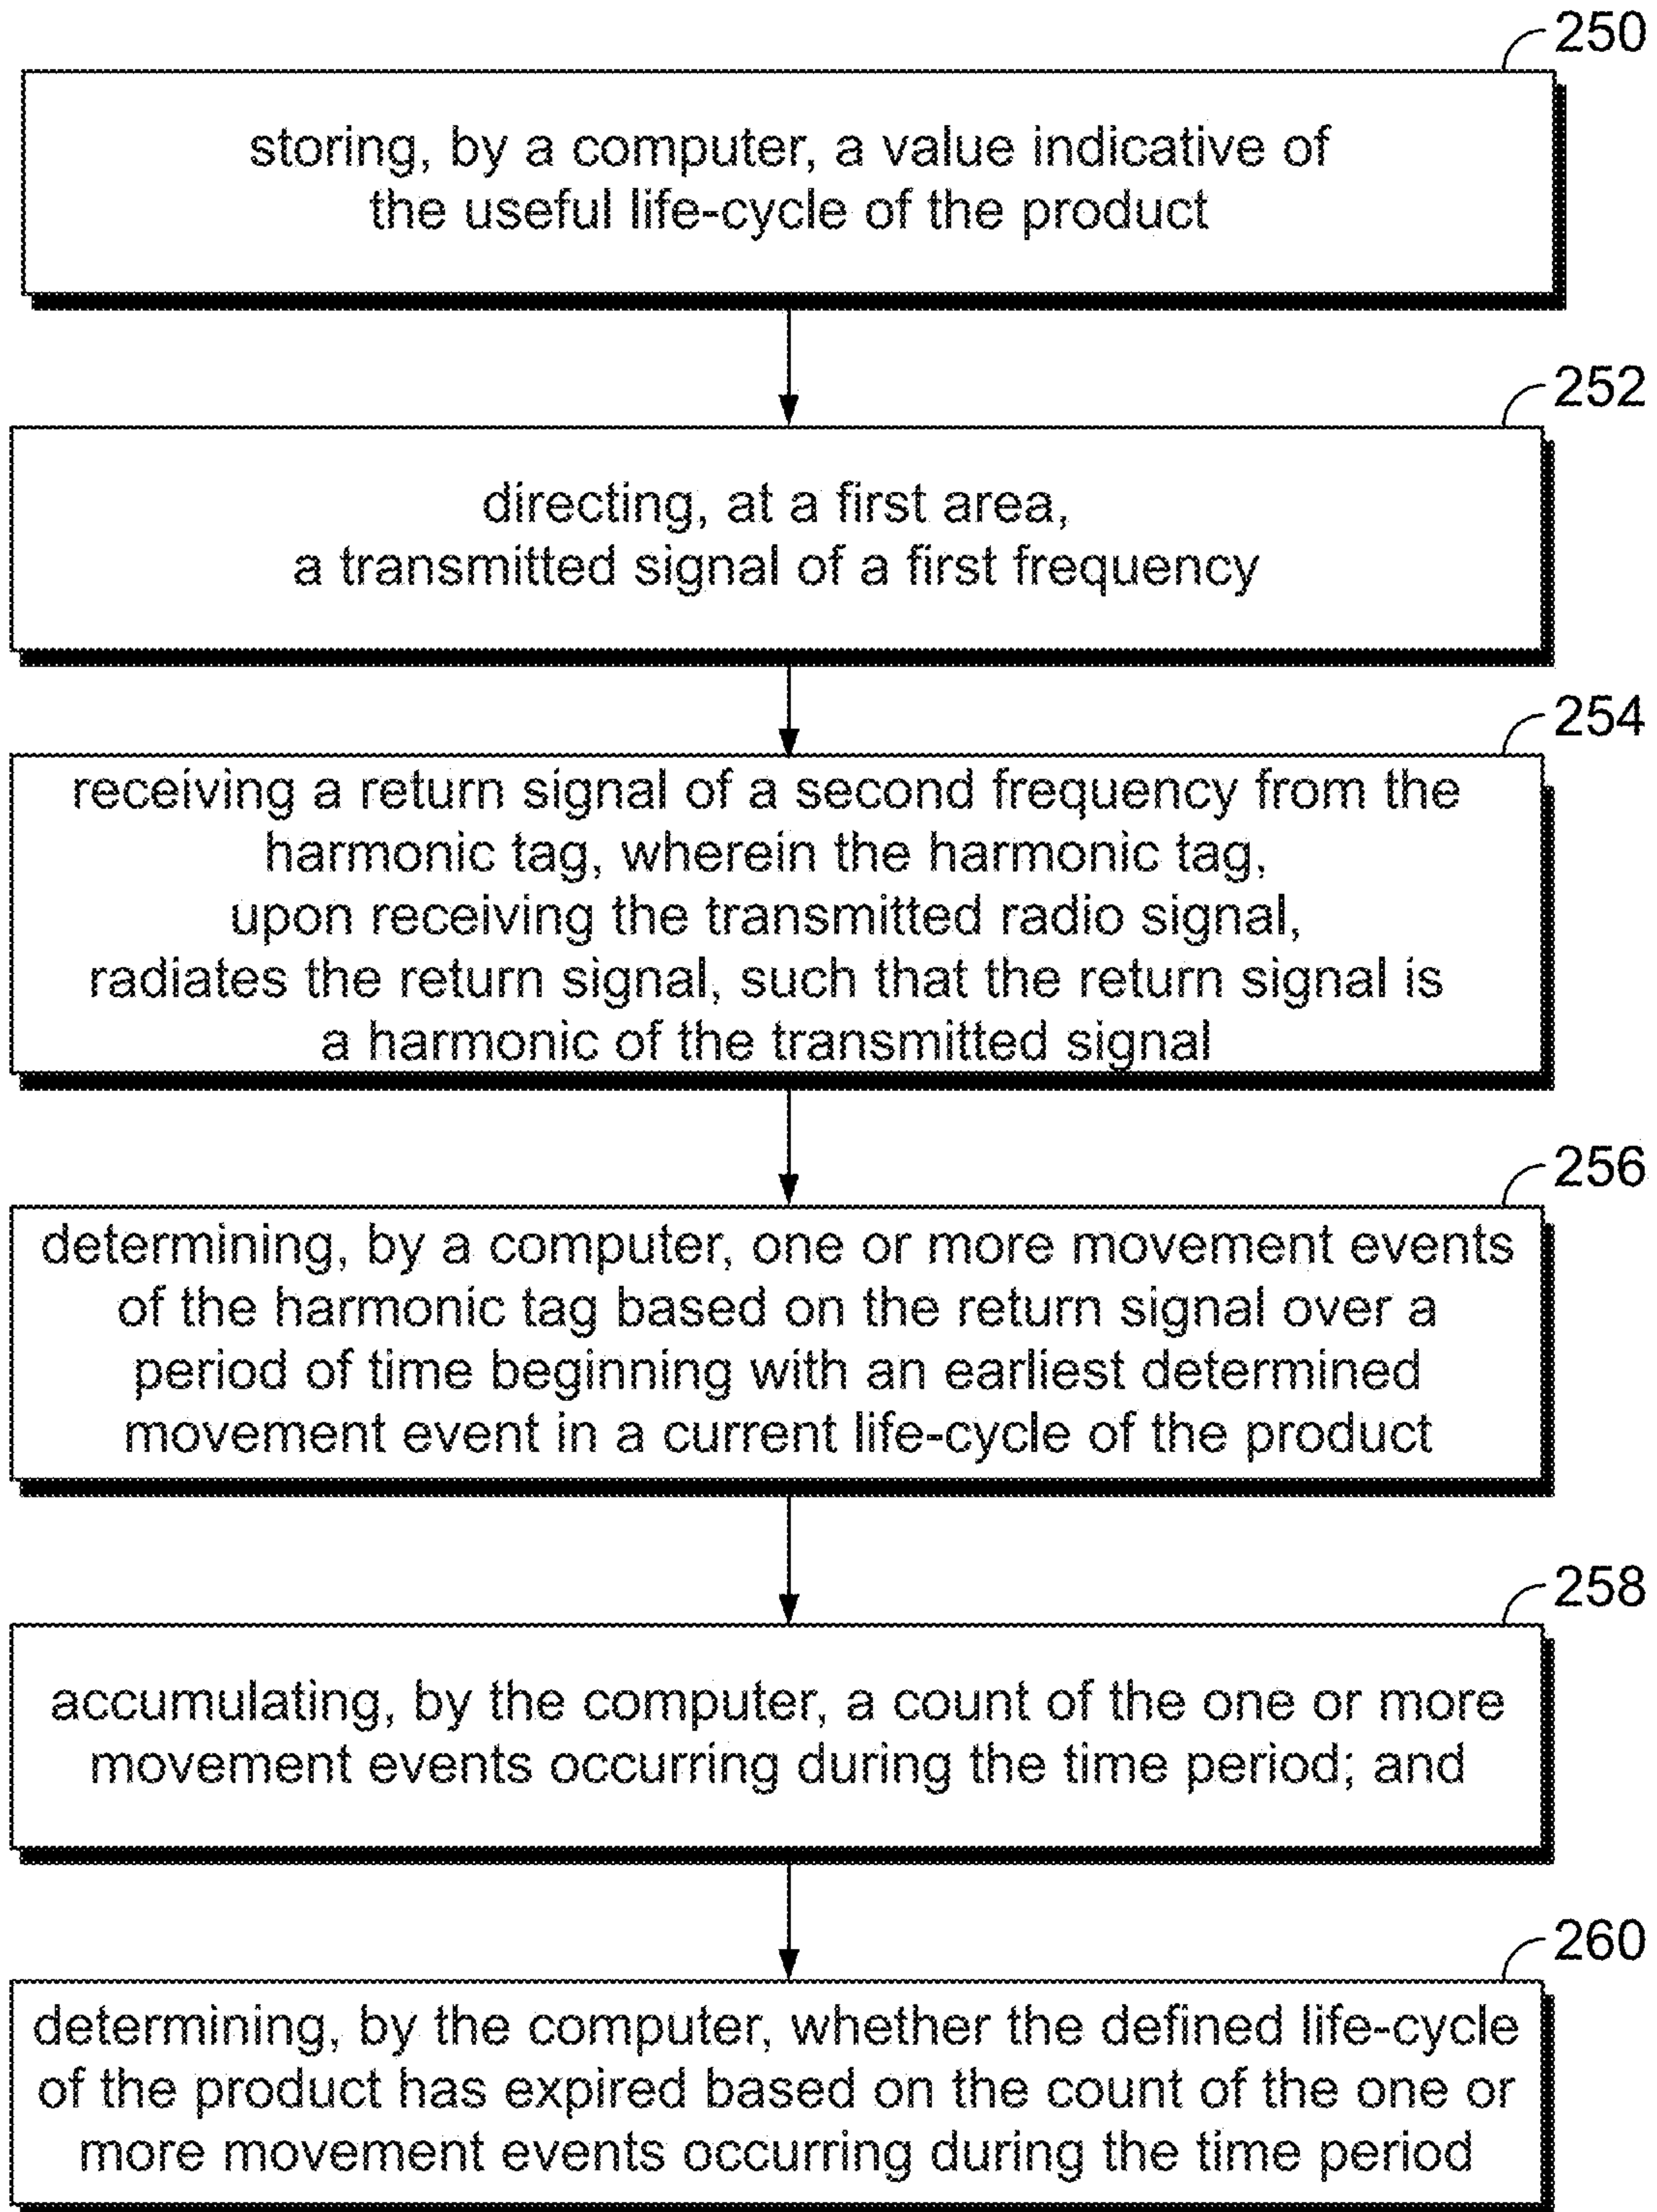 250
storing, by a computer, a value indicative of
the useful life-cycle of the product
252
directing, at a first area,
a transmitted signal of a first frequency
254
receiving a return signal of a second frequency from the
harmonic tag, wherein the harmonic tag,
upon receiving the transmitted radio signal,
radiates the return signal, such that the return signal is
a harmonic of the transmitted signal
256
determining, by a computer, one or more movement events
of the harmonic tag based on the return signal over a
period of time beginning with an earliest determined
movement event in a current life-cycle of the product
258
accumulating, by the computer, a count of the one or more
movement events occurring during the time period; and
260
determining, by the computer, whether the defined life-cycle
of the product has expired based on the count of the one or
more movement events occurring during the time period